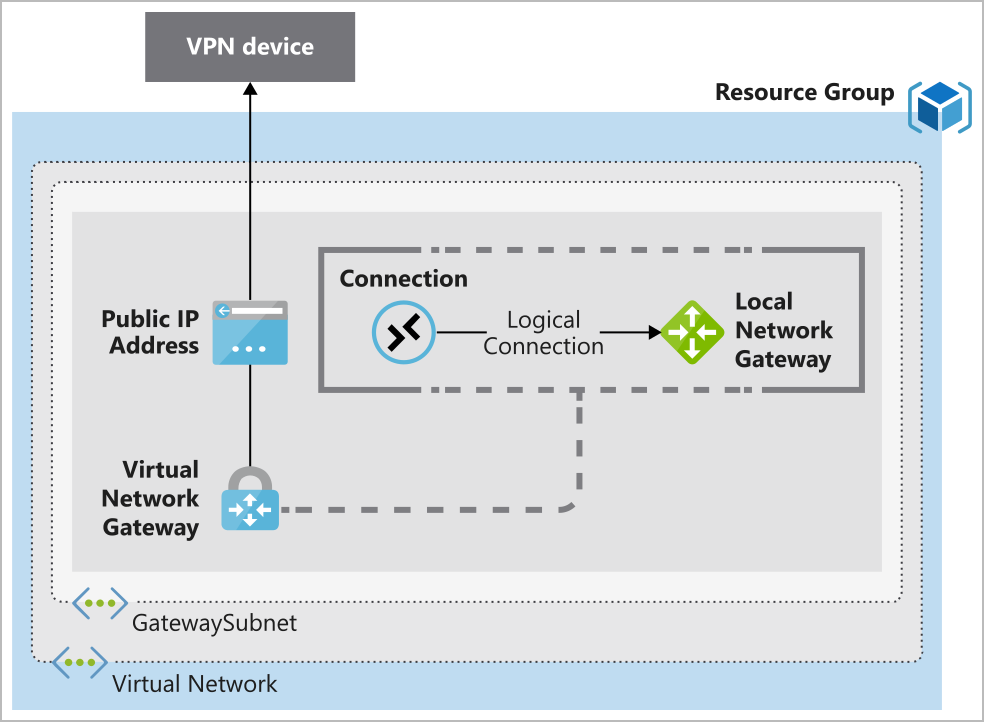 VPN device
Resource Group
Connection
Logical
Connection
Local
Network
Gateway
Public IP
Address
Virtual
Network
Gateway
GatewaySubnet
Virtual Network